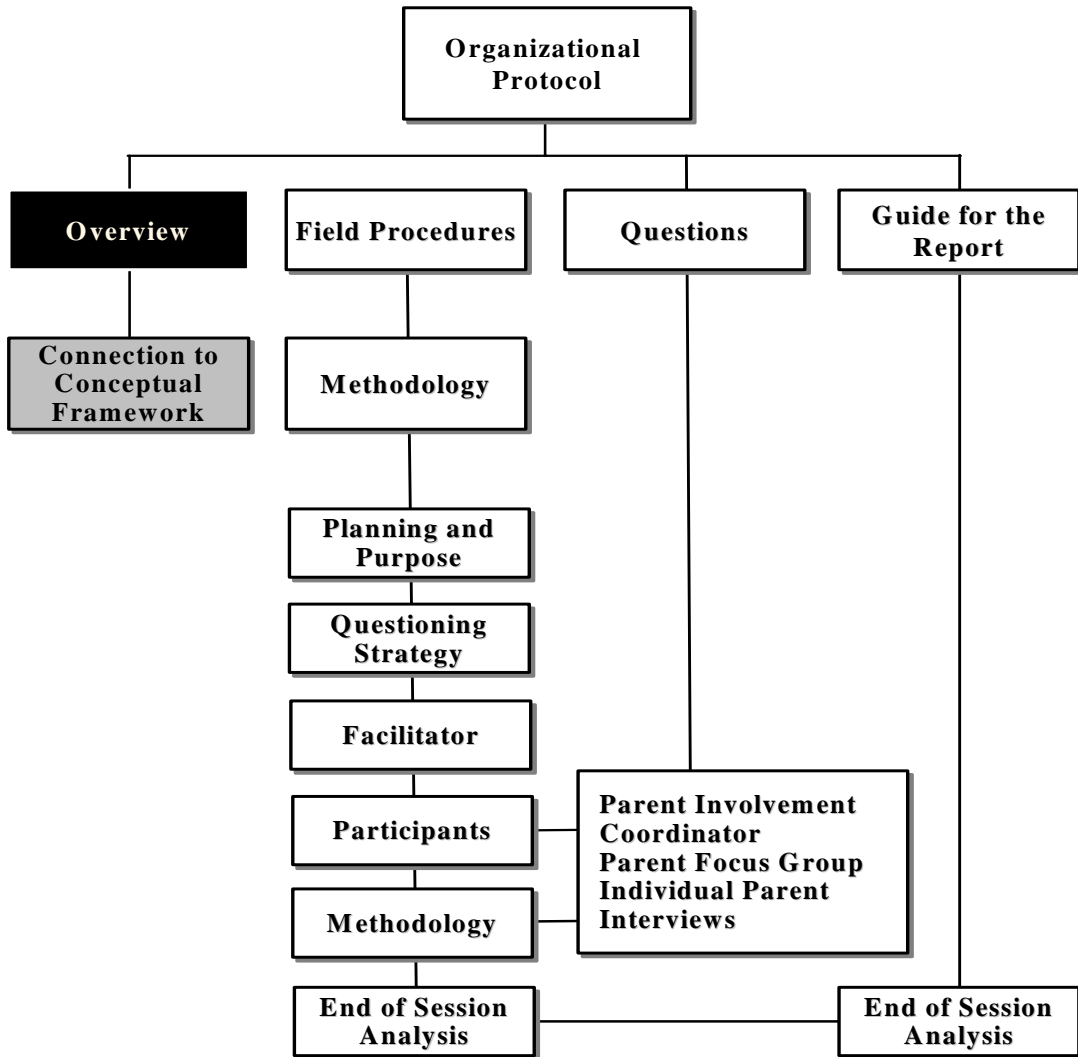 Organizational
Protocol
Overview
Field Procedures
Questions
Guide for the
Report
Connection to
Conceptual
Framework
Methodology
Planning and
Purpose
Questioning
Strategy
Facilitator
Participants
Parent Involvement
Coordinator
Parent Focus Group
Individual Parent
Interviews
Methodology
End of Session
Analysis
End of Session
Analysis